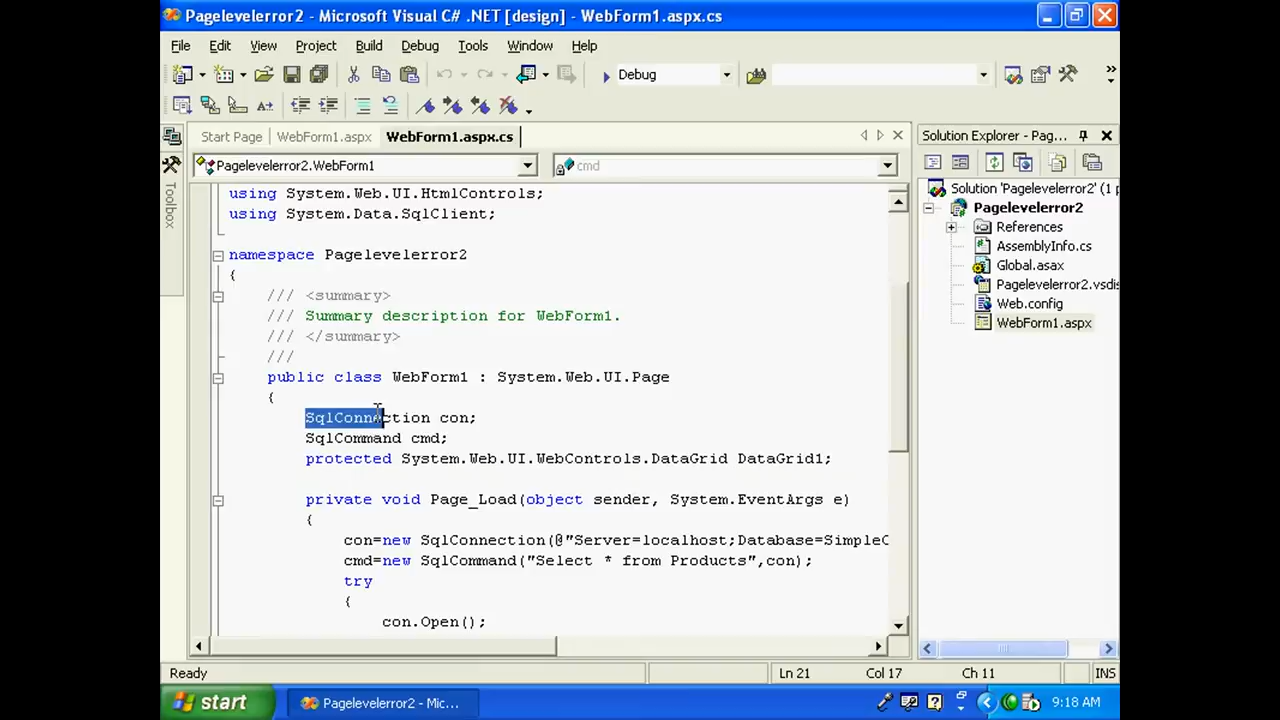 Pagelevelerror2 - Microsoft Visual C# .NET [design] - WebForm1.aspx.cs
File Edit View Project Build Debug Tools Window Help
Debug
Start Page WebForm1.aspx WebForm1.aspx.cs
Pagelevelerror2.WebForm1 cmd
Toolbox
using System.Web.UI.HtmlControls;
using System.Data.SqlClient;
namespace Pagelevelerror2
{
/// <summary>
/// Summary description for WebForm1.
/// </summary>
///
public class WebForm1 : System.Web.UI.Page
{
SqlConnection con;
SqlCommand cmd;
protected System.Web.UI.WebControls.DataGrid DataGrid1;
private void Page_Load(object sender, System.EventArgs e)
{
con=new SqlConnection(@"Server=localhost;Database=SimpleC
cmd=new SqlCommand("Select * from Products",con);
try
{
con.Open();
Solution Explorer - Pag...
Solution 'Pagelevelerror2' (1 p
Pagelevelerror2
References
AssemblyInfo.cs
Global.asax
Pagelevelerror2.vsdis
Web.config
WebForm1.aspx
Ready Ln 21 Col 17 Ch 11 INS
start Pagelevelerror2 - Mic... 9:18 AM